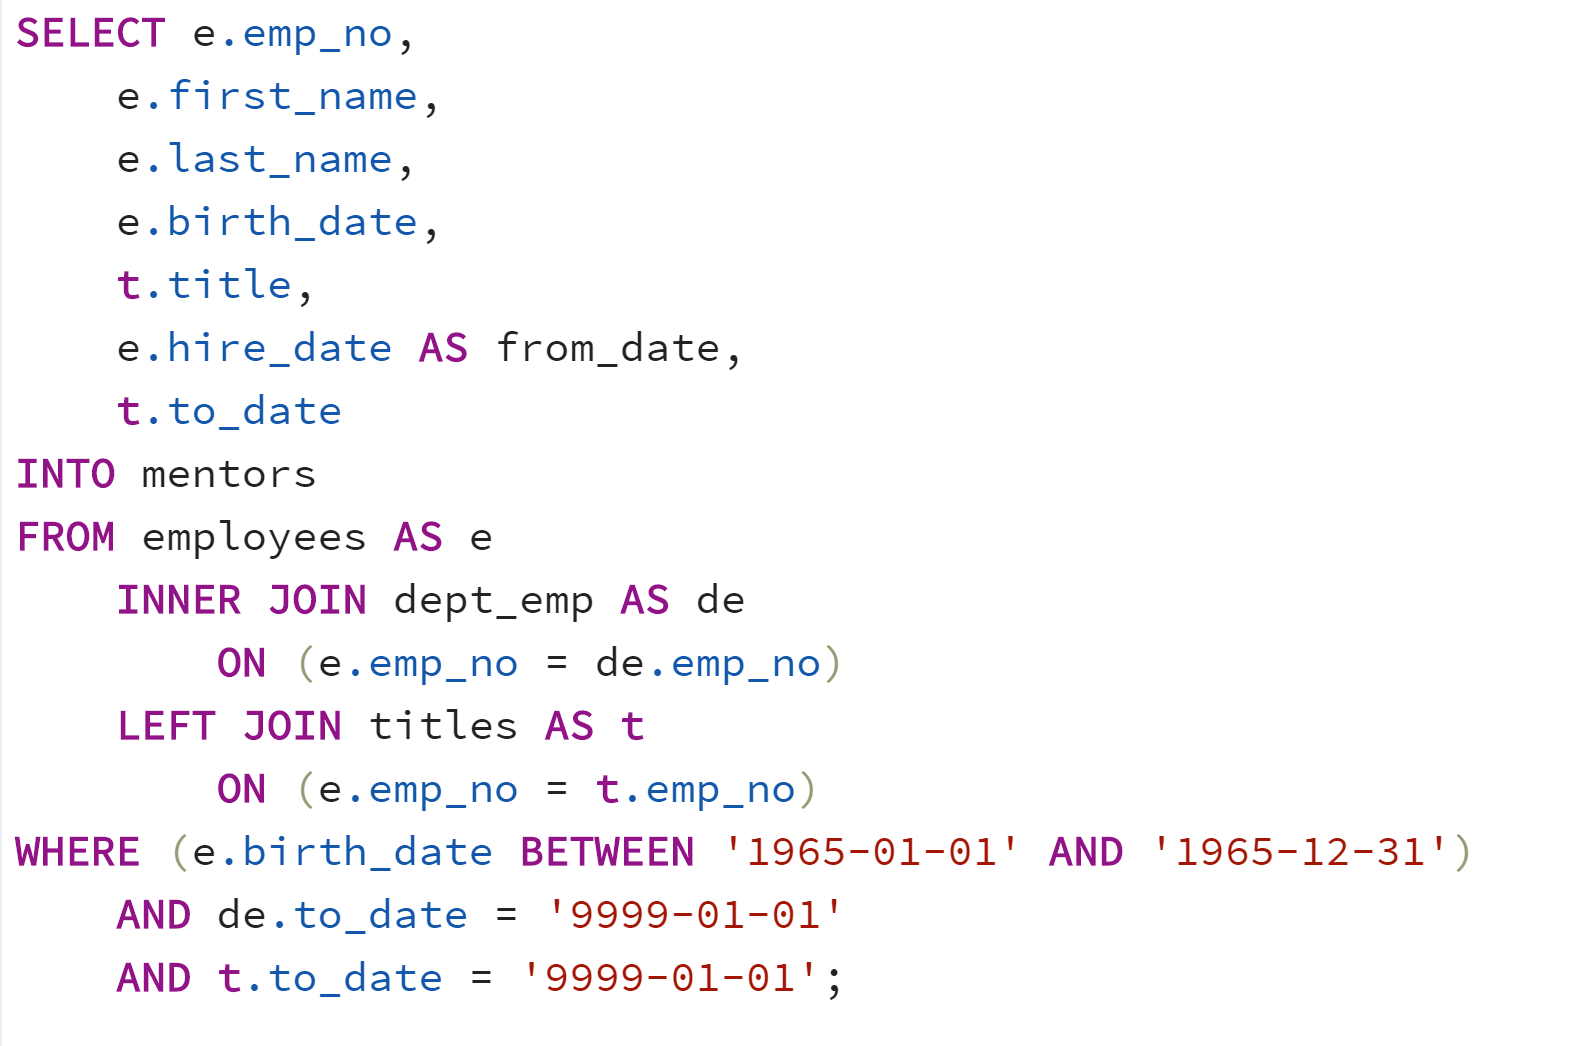 SELECT e.emp_no,
    e.first_name,
    e.last_name,
    e.birth_date,
    t.title,
    e.hire_date AS from_date,
    t.to_date
INTO mentors
FROM employees AS e
    INNER JOIN dept_emp AS de
        ON (e.emp_no = de.emp_no)
    LEFT JOIN titles AS t
        ON (e.emp_no = t.emp_no)
WHERE (e.birth_date BETWEEN '1965-01-01' AND '1965-12-31')
    AND de.to_date = '9999-01-01'
    AND t.to_date = '9999-01-01';